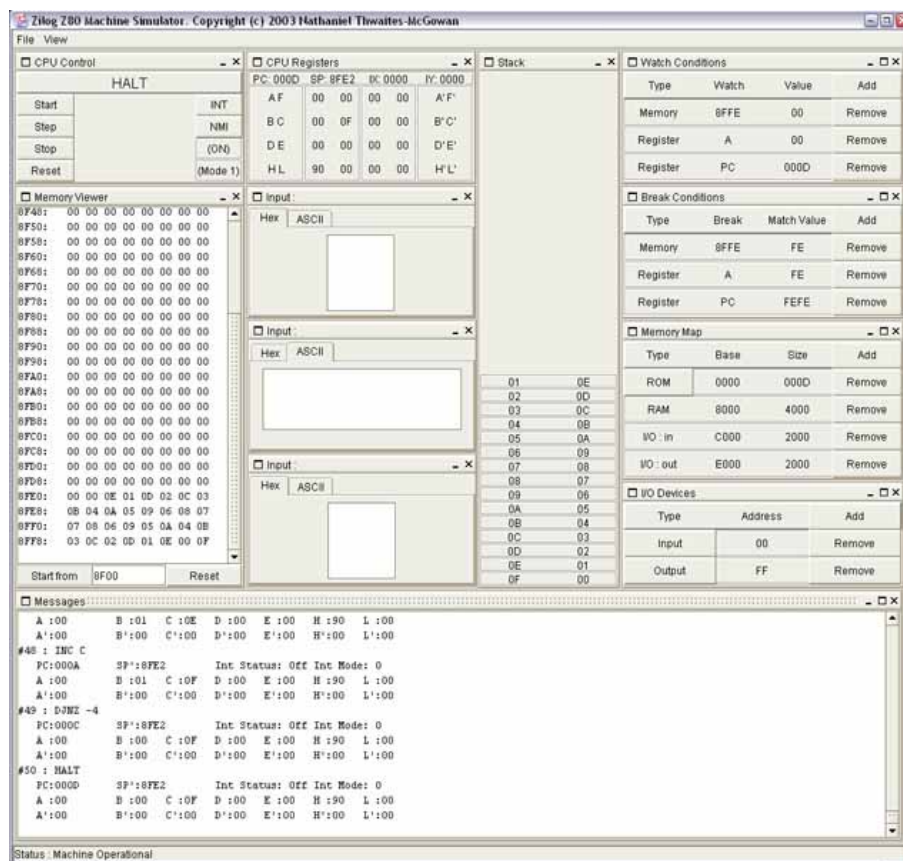 Zilog Z80 Machine Simulator. Copyright (c) 2003 Nathaniel Thwaites-McGowan
File View
CPU Control
HALT
Start INT
Step NMI
Stop (ON)
Reset (Mode 1)
CPU Registers
PC: 000D SP: 8FE2 IX: 0000 IY: 0000
A F 00 00 00 00 A' F'
B C 00 0F 00 00 B' C'
D E 00 00 00 00 D' E'
H L 90 00 00 00 H' L'
Memory Viewer
8F48: 00 00 00 00 00 00 00 00
8F50: 00 00 00 00 00 00 00 00
8F58: 00 00 00 00 00 00 00 00
8F60: 00 00 00 00 00 00 00 00
8F68: 00 00 00 00 00 00 00 00
8F70: 00 00 00 00 00 00 00 00
8F78: 00 00 00 00 00 00 00 00
8F80: 00 00 00 00 00 00 00 00
8F88: 00 00 00 00 00 00 00 00
8F90: 00 00 00 00 00 00 00 00
8F98: 00 00 00 00 00 00 00 00
8FA0: 00 00 00 00 00 00 00 00
8FA8: 00 00 00 00 00 00 00 00
8FB0: 00 00 00 00 00 00 00 00
8FB8: 00 00 00 00 00 00 00 00
8FC0: 00 00 00 00 00 00 00 00
8FC8: 00 00 00 00 00 00 00 00
8FD0: 00 00 00 00 00 00 00 00
8FD8: 00 00 00 00 00 00 00 00
8FE0: 00 00 0E 01 0D 02 0C 03
8FE8: 0B 04 0A 05 09 06 08 07
8FF0: 07 08 06 09 05 0A 04 0B
8FF8: 03 0C 02 0D 01 0E 00 0F
Start from 8F00 Reset
Input :
Hex ASCII
Input :
Hex ASCII
Input :
Hex ASCII
Stack
01 0E
02 0D
03 0C
04 0B
05 0A
06 09
07 08
08 07
09 06
0A 05
0B 04
0C 03
0D 02
0E 01
0F 00
Watch Conditions
Type Watch Value Add
Memory 8FFE 00 Remove
Register A 00 Remove
Register PC 000D Remove
Break Conditions
Type Break Match Value Add
Memory 8FFE FE Remove
Register A FE Remove
Register PC FEFE Remove
Memory Map
Type Base Size Add
ROM 0000 000D Remove
RAM 8000 4000 Remove
I/O : in C000 2000 Remove
I/O : out E000 2000 Remove
I/O Devices
Type Address Add
Input 00 Remove
Output FF Remove
Messages
A :00 B :01 C :0E D :00 E :00 H :90 L :00
A':00 B':00 C':00 D':00 E':00 H':00 L':00
#48 : INC C
PC:000A SP':8FE2 Int Status: Off Int Mode: 0
A :00 B :01 C :0F D :00 E :00 H :90 L :00
A':00 B':00 C':00 D':00 E':00 H':00 L':00
#49 : DJNZ -4
PC:000C SP':8FE2 Int Status: Off Int Mode: 0
A :00 B :00 C :0F D :00 E :00 H :90 L :00
A':00 B':00 C':00 D':00 E':00 H':00 L':00
#50 : HALT
PC:000D SP':8FE2 Int Status: Off Int Mode: 0
A :00 B :00 C :0F D :00 E :00 H :90 L :00
A':00 B':00 C':00 D':00 E':00 H':00 L':00
Status : Machine Operational